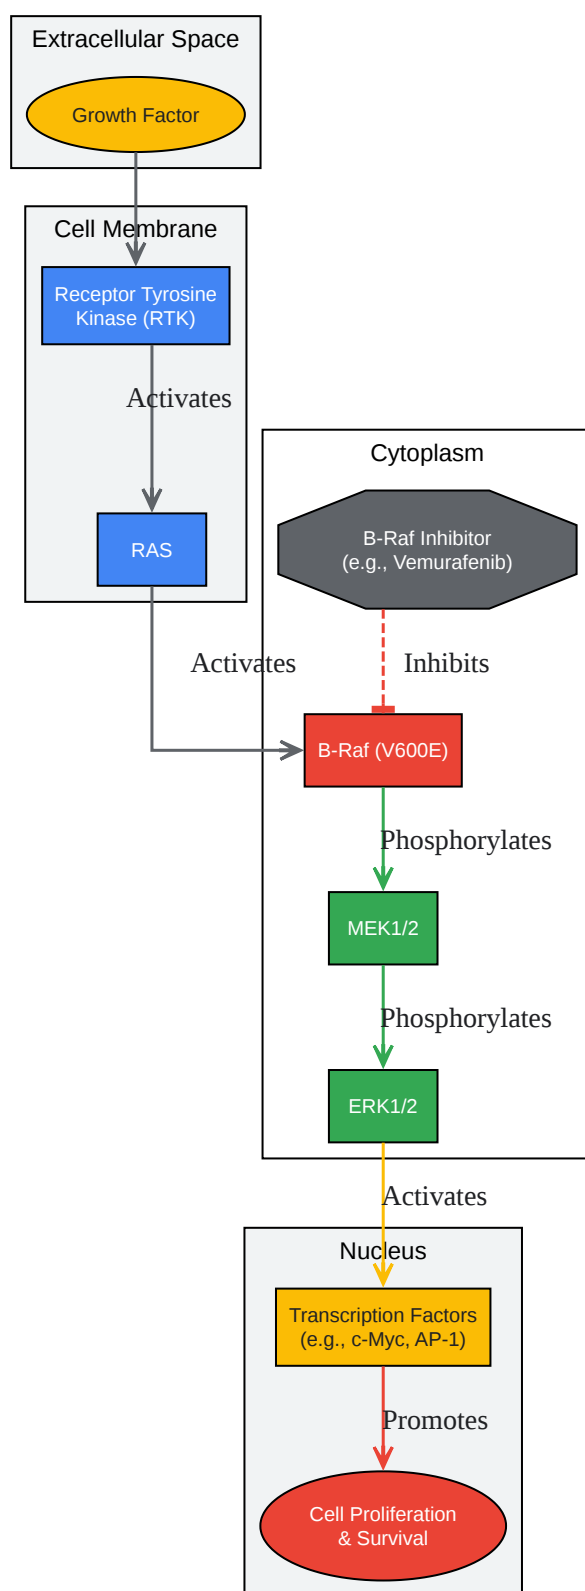 Extracellular Space
Growth Factor
Cell Membrane
Receptor Tyrosine
Kinase (RTK)
Activates
RAS
Cytoplasm
B-Raf Inhibitor
(e.g., Vemurafenib)
Activates
Inhibits
B-Raf (V600E)
Phosphorylates
MEK1/2
Phosphorylates
ERK1/2
Activates
Nucleus
Transcription Factors
(e.g., c-Myc, AP-1)
Promotes
Cell Proliferation
& Survival